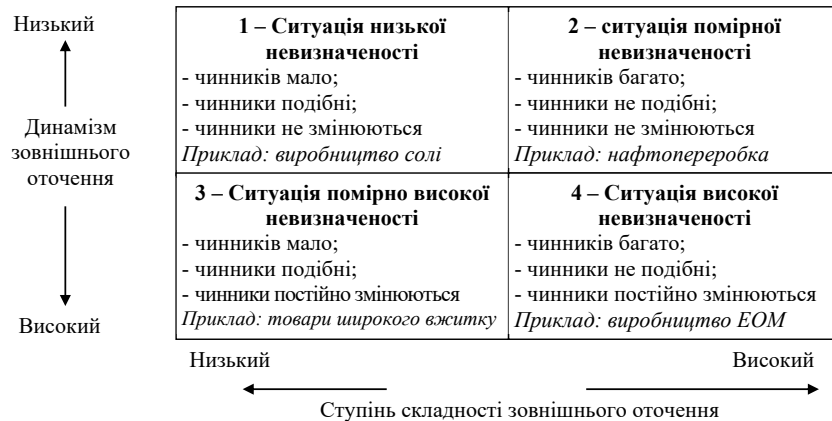 Низький
Динамізм
зовнішнього
оточення
Високий
1 – Ситуація низької
невизначеності
- чинників мало;
- чинники подібні;
- чинники не змінюються
Приклад: виробництво солі
2 – ситуація помірної
невизначеності
- чинників багато;
- чинники не подібні;
- чинники не змінюються
Приклад: нафтопереробка
3 – Ситуація помірно високої
невизначеності
- чинників мало;
- чинники подібні;
- чинники постійно змінюються
Приклад: товари широкого вжитку
4 – Ситуація високої
невизначеності
- чинників багато;
- чинники не подібні;
- чинники постійно змінюються
Приклад: виробництво ЕОМ
Низький
Високий
Ступінь складності зовнішнього оточення